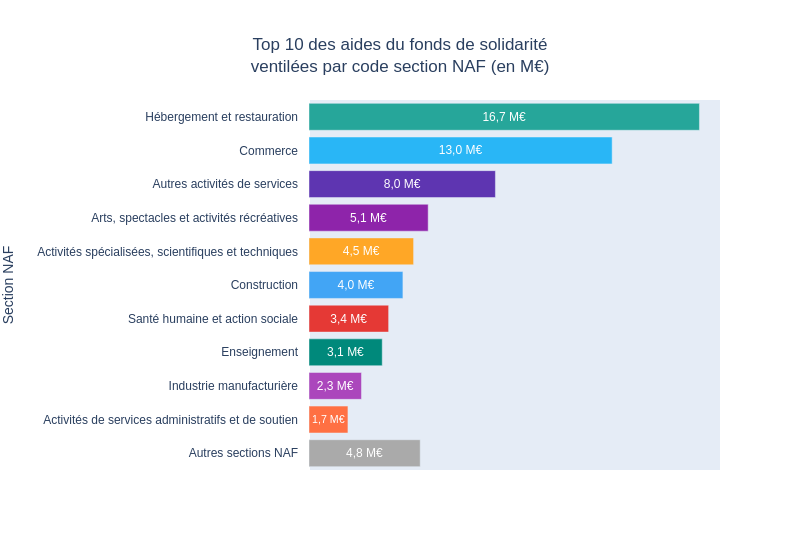 Top 10 des aides du fonds de solidarité
ventilées par code section NAF (en M€)
Section NAF
Hébergement et restauration 16,7 M€
Commerce 13,0 M€
Autres activités de services 8,0 M€
Arts, spectacles et activités récréatives 5,1 M€
Activités spécialisées, scientifiques et techniques 4,5 M€
Construction 4,0 M€
Santé humaine et action sociale 3,4 M€
Enseignement 3,1 M€
Industrie manufacturière 2,3 M€
Activités de services administratifs et de soutien 1,7 M€
Autres sections NAF 4,8 M€